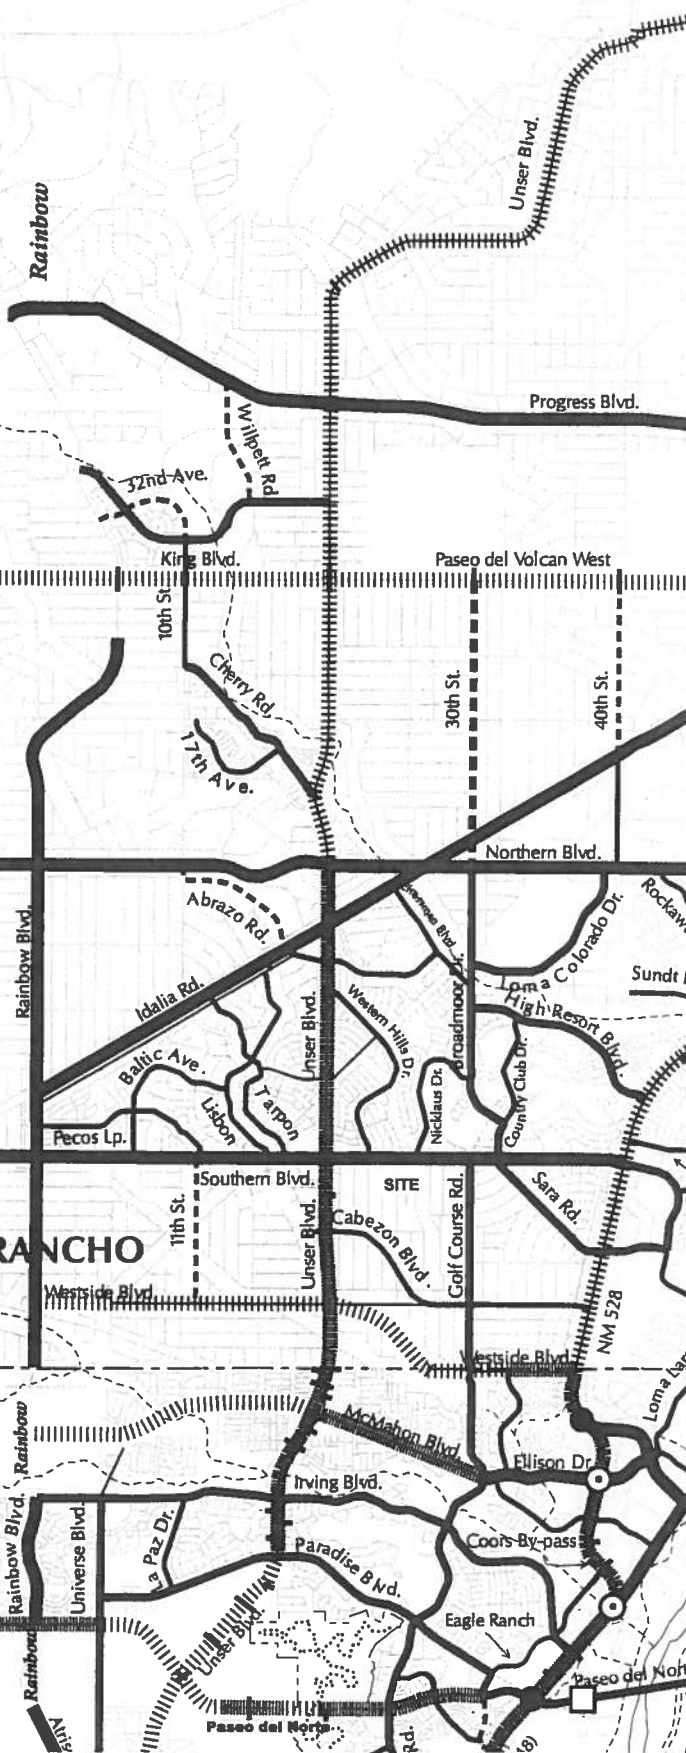 Unser Blvd.
Rainbow
Progress Blvd.
Willpett Rd.
32nd Ave.
King Blvd.
Paseo del Volcan West
10th St.
Cherry Rd.
30th St.
40th St.
17th Ave.
Northern Blvd.
Abrazo Rd.
Rainbow Blvd.
Loma Colorado Dr.
Sundt
Idalia Rd.
High Resort Blvd.
Unser Blvd.
Western Hills Dr.
Broadmoor Dr.
Baltic Ave.
Nicklaus Dr.
Country Club Dr.
Lisbon
Tarpon
Pecos Lp.
Southern Blvd.
SITE
11th St.
Sara Rd.
RANCHO
Unser Blvd.
Cabezon Blvd.
Golf Course Rd.
Westside Blvd
NM 528
Westside Blvd.
Rainbow
McMahon Blvd.
Ellison Dr.
Irving Blvd.
Rainbow Blvd.
Universe Blvd.
La Paz Dr.
Coors By-pass
Paradise Blvd.
Eagle Ranch
Unser Blvd.
Rainbow
Paseo del Nort
Paseo del Norte
Rd.